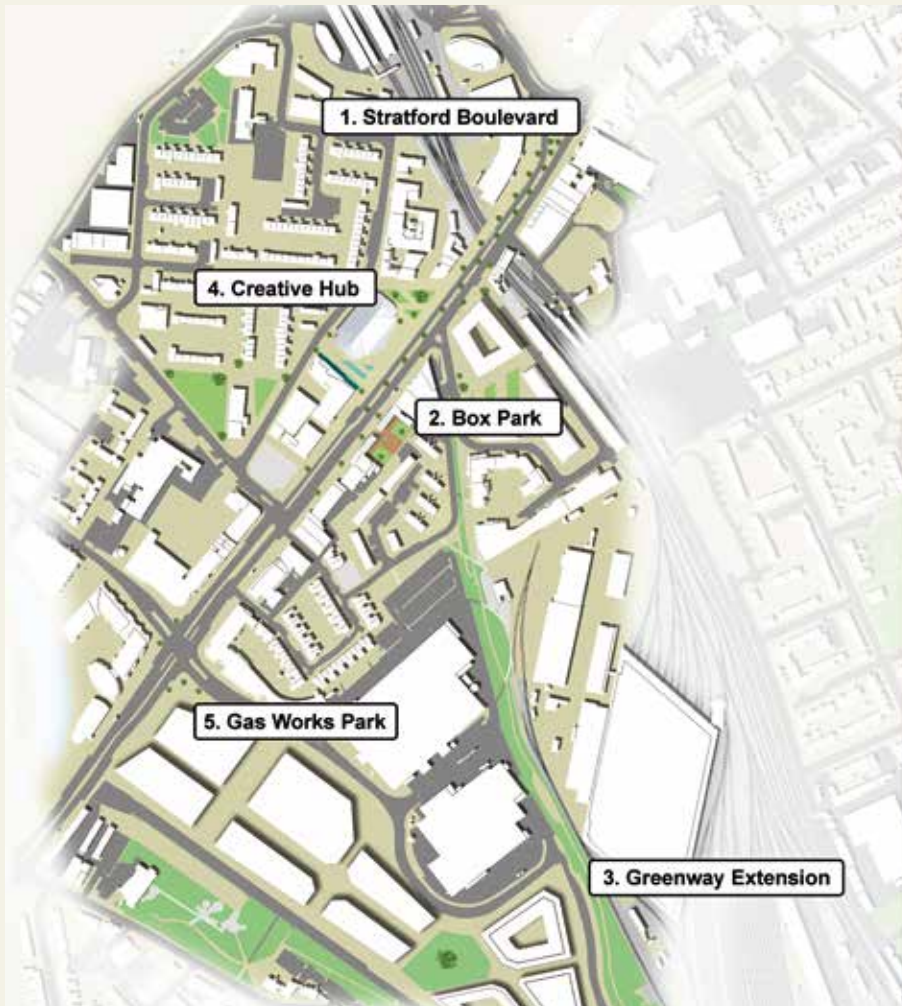 1. Stratford Boulevard
4. Creative Hub
2. Box Park
5. Gas Works Park
3. Greenway Extension